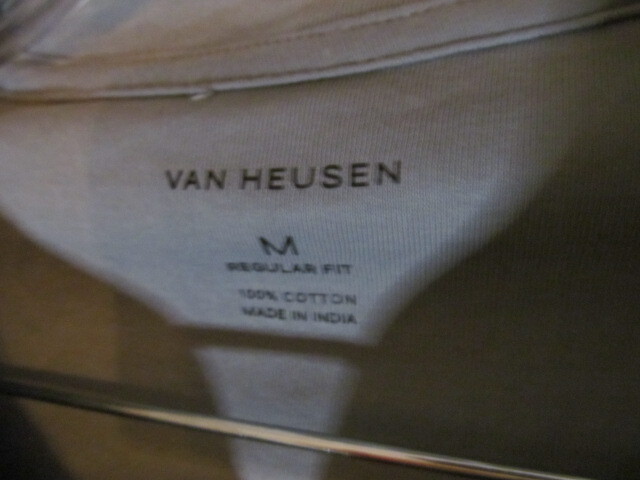 VAN HEUSEN
M
REGULAR FIT
100% COTTON
MADE IN INDIA